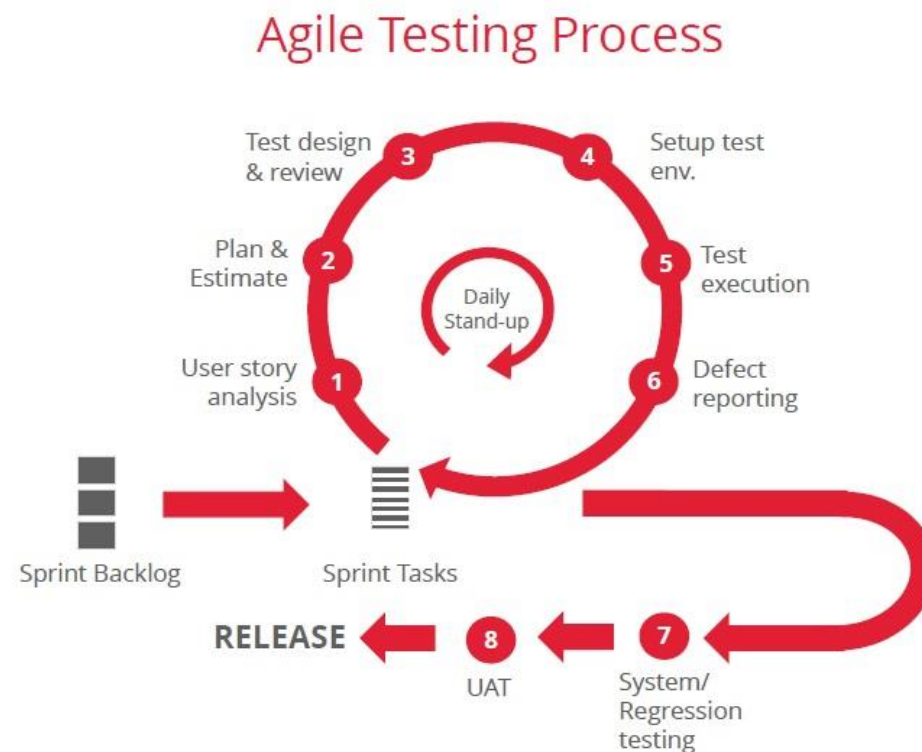 Agile Testing Process
Test design
& review
3
4
Setup test
env.
Plan &
Estimate
2
Daily
Stand-up
5
Test
execution
User story
analysis
1
6
Defect
reporting
Sprint Backlog
Sprint Tasks
RELEASE
8
UAT
7
System/
Regression
testing